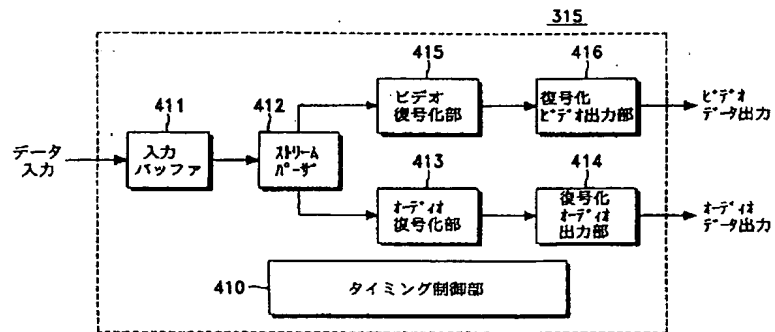 315
415
416
ビデオ
復号化部
復号化
ビデオ出力部
ビデオ
データ出力
411
412
データ
入力
入力
バッファ
ストリーム
パーザ
413
414
オーディオ
復号化部
復号化
オーディオ
出力部
オーディオ
データ出力
410
タイミング制御部